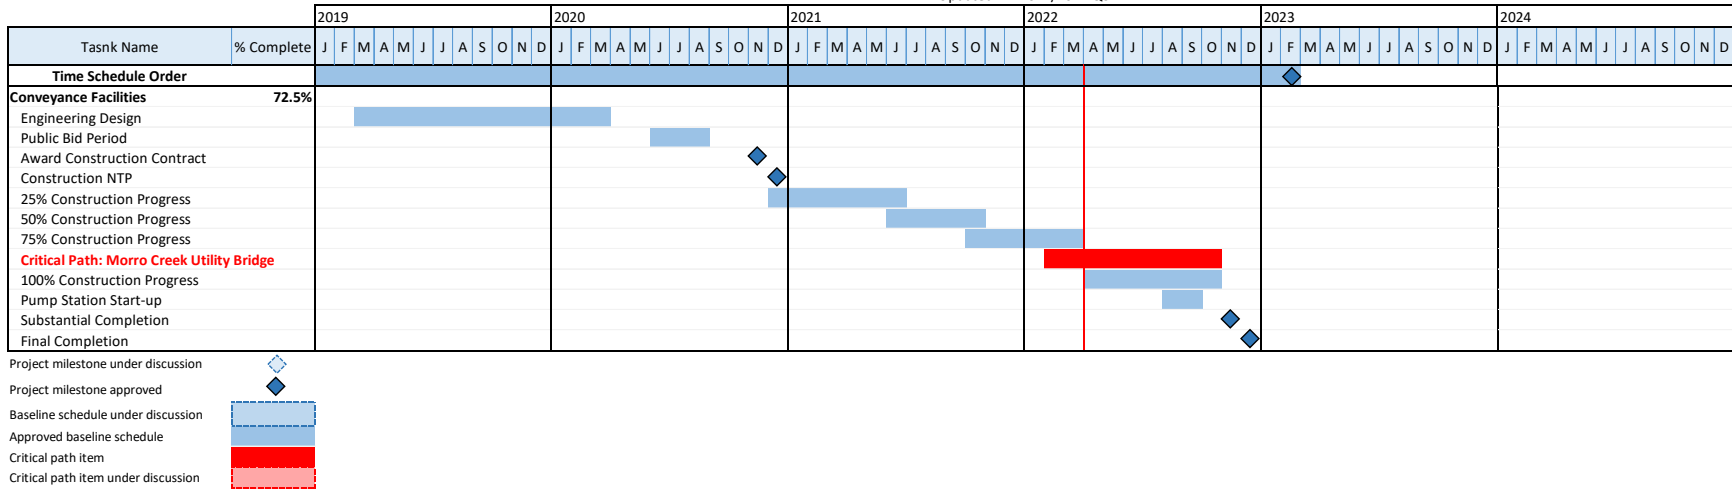 2019 2020 2021 2022 2023 2024
Tasnk Name % Complete J F M A M J J A S O N D J F M A M J J A S O N D J F M A M J J A S O N D J F M A M J J A S O N D J F M A M J J A S O N D J F M A M J J A S O N D
Time Schedule Order
Conveyance Facilities 72.5%
Engineering Design
Public Bid Period
Award Construction Contract
Construction NTP
25% Construction Progress
50% Construction Progress
75% Construction Progress
Critical Path: Morro Creek Utility Bridge
100% Construction Progress
Pump Station Start-up
Substantial Completion
Final Completion
Project milestone under discussion
Project milestone approved
Baseline schedule under discussion
Approved baseline schedule
Critical path item
Critical path item under discussion